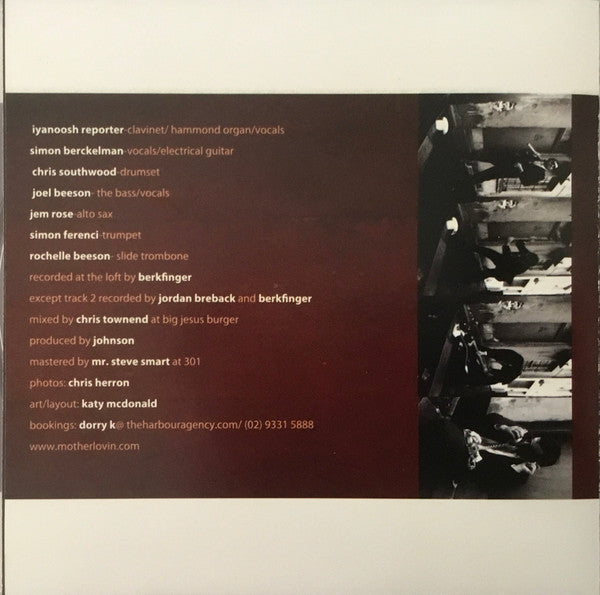 iyanoosh reporter-clavinet/ hammond organ/vocals
simon berckelman-vocals/electrical guitar
chris southwood-drumset
joel beeson- the bass/vocals
jem rose-alto sax
simon ferenci-trumpet
rochelle beeson- slide trombone
recorded at the loft by berkfinger
except track 2 recorded by jordan breback and berkfinger
mixed by chris townend at big jesus burger
produced by johnson
mastered by mr. steve smart at 301
photos: chris herron
art/layout: katy mcdonald
bookings: dorry k@ theharbouragency.com/ (02) 9331 5888
www.motherlovin.com